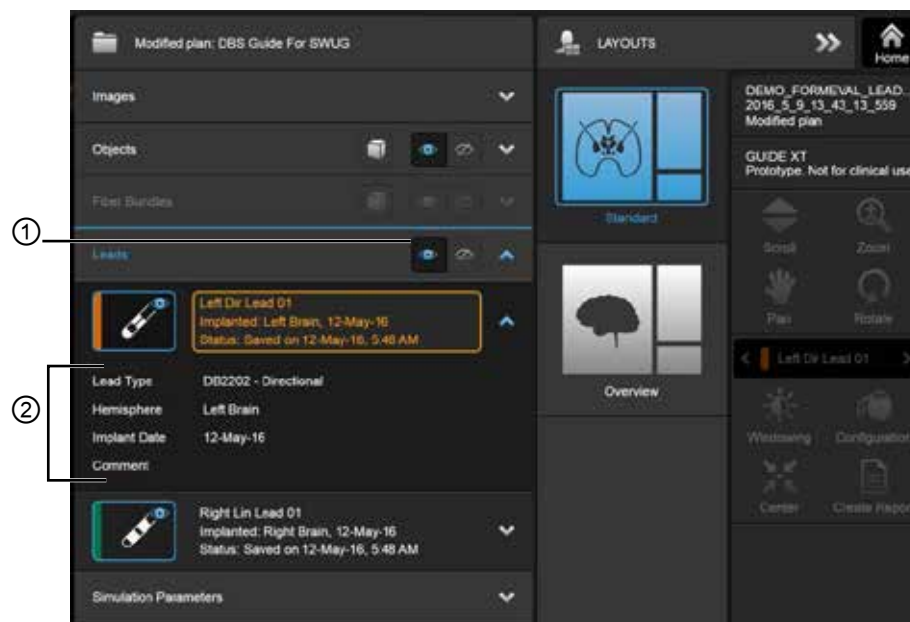 Modified plan: DBS Guide For SWUG
Images
Objects
Fiber Bundles
①
Leads
Left Dir Lead 01
Implanted: Left Brain, 12-May-16
Status: Saved on 12-May-16, 5:48 AM
②
Lead Type DB2202 - Directional
Hemisphere Left Brain
Implant Date 12-May-16
Comment
Right Lin Lead 01
Implanted: Right Brain, 12-May-16
Status: Saved on 12-May-16, 5:48 AM
Simulation Parameters
LAYOUTS
Standard
Overview
Home
DEMO_FORMEVAL_LEAD...
2016_5_9_13_43_13_559
Modified plan
GUIDE XT
Prototype. Not for clinical use
Scroll Zoom
Pan Rotate
Left Dir Lead 01
Windowing Configuration
Center Create Repor